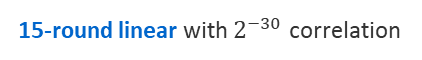 15-round linear with 2⁻³⁰ correlation